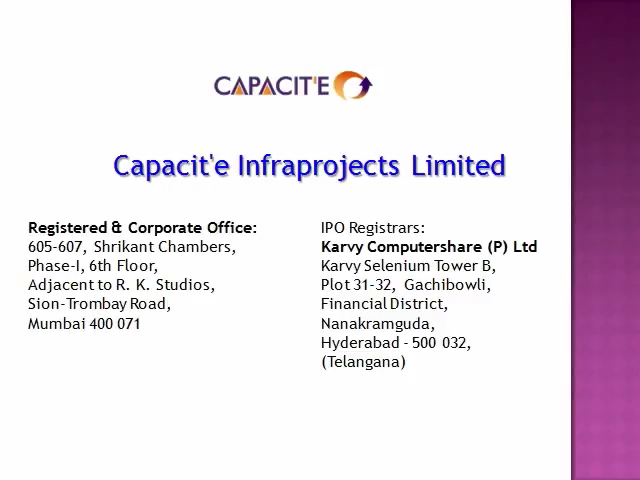 CAPACIT'E
Capacit'e Infraprojects Limited
Registered & Corporate Office:
605-607, Shrikant Chambers,
Phase-I, 6th Floor,
Adjacent to R. K. Studios,
Sion-Trombay Road,
Mumbai 400 071
IPO Registrars:
Karvy Computershare (P) Ltd
Karvy Selenium Tower B,
Plot 31-32, Gachibowli,
Financial District,
Nanakramguda,
Hyderabad - 500 032,
(Telangana)